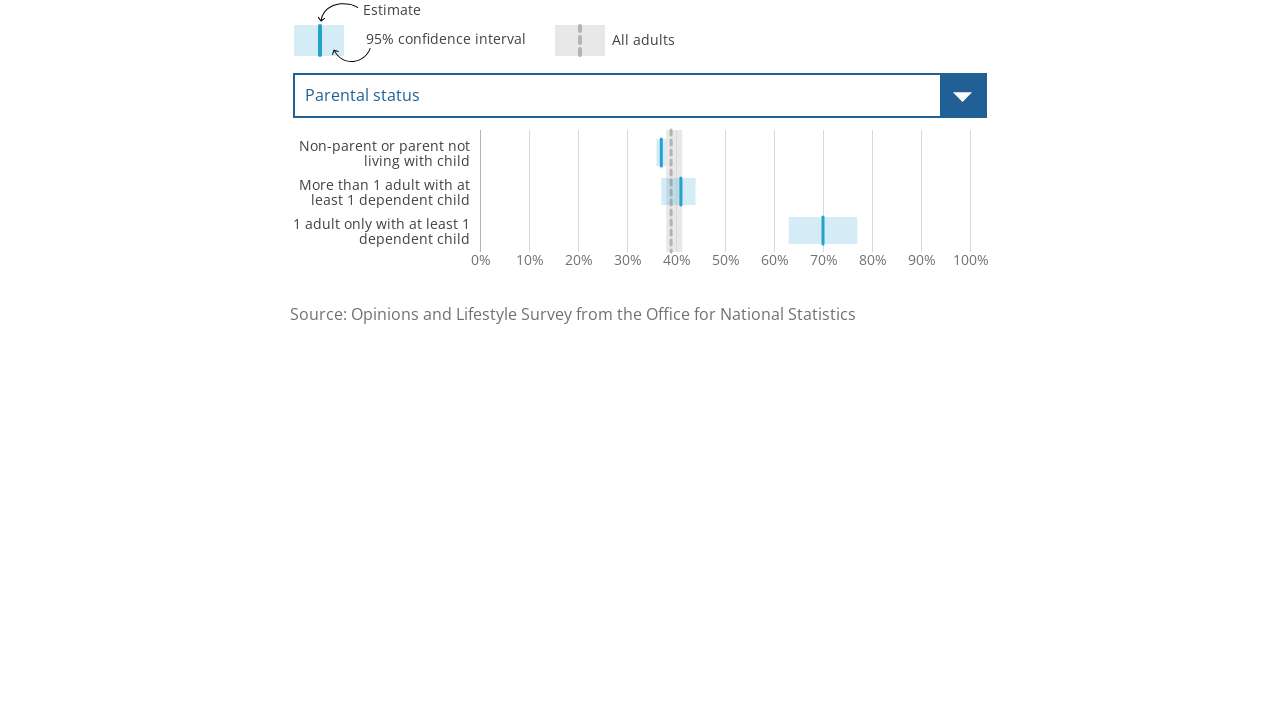 Estimate
95% confidence interval
All adults
Parental status
Non-parent or parent not
living with child
More than 1 adult with at
least 1 dependent child
1 adult only with at least 1
dependent child
0% 10% 20% 30% 40% 50% 60% 70% 80% 90% 100%
Source: Opinions and Lifestyle Survey from the Office for National Statistics